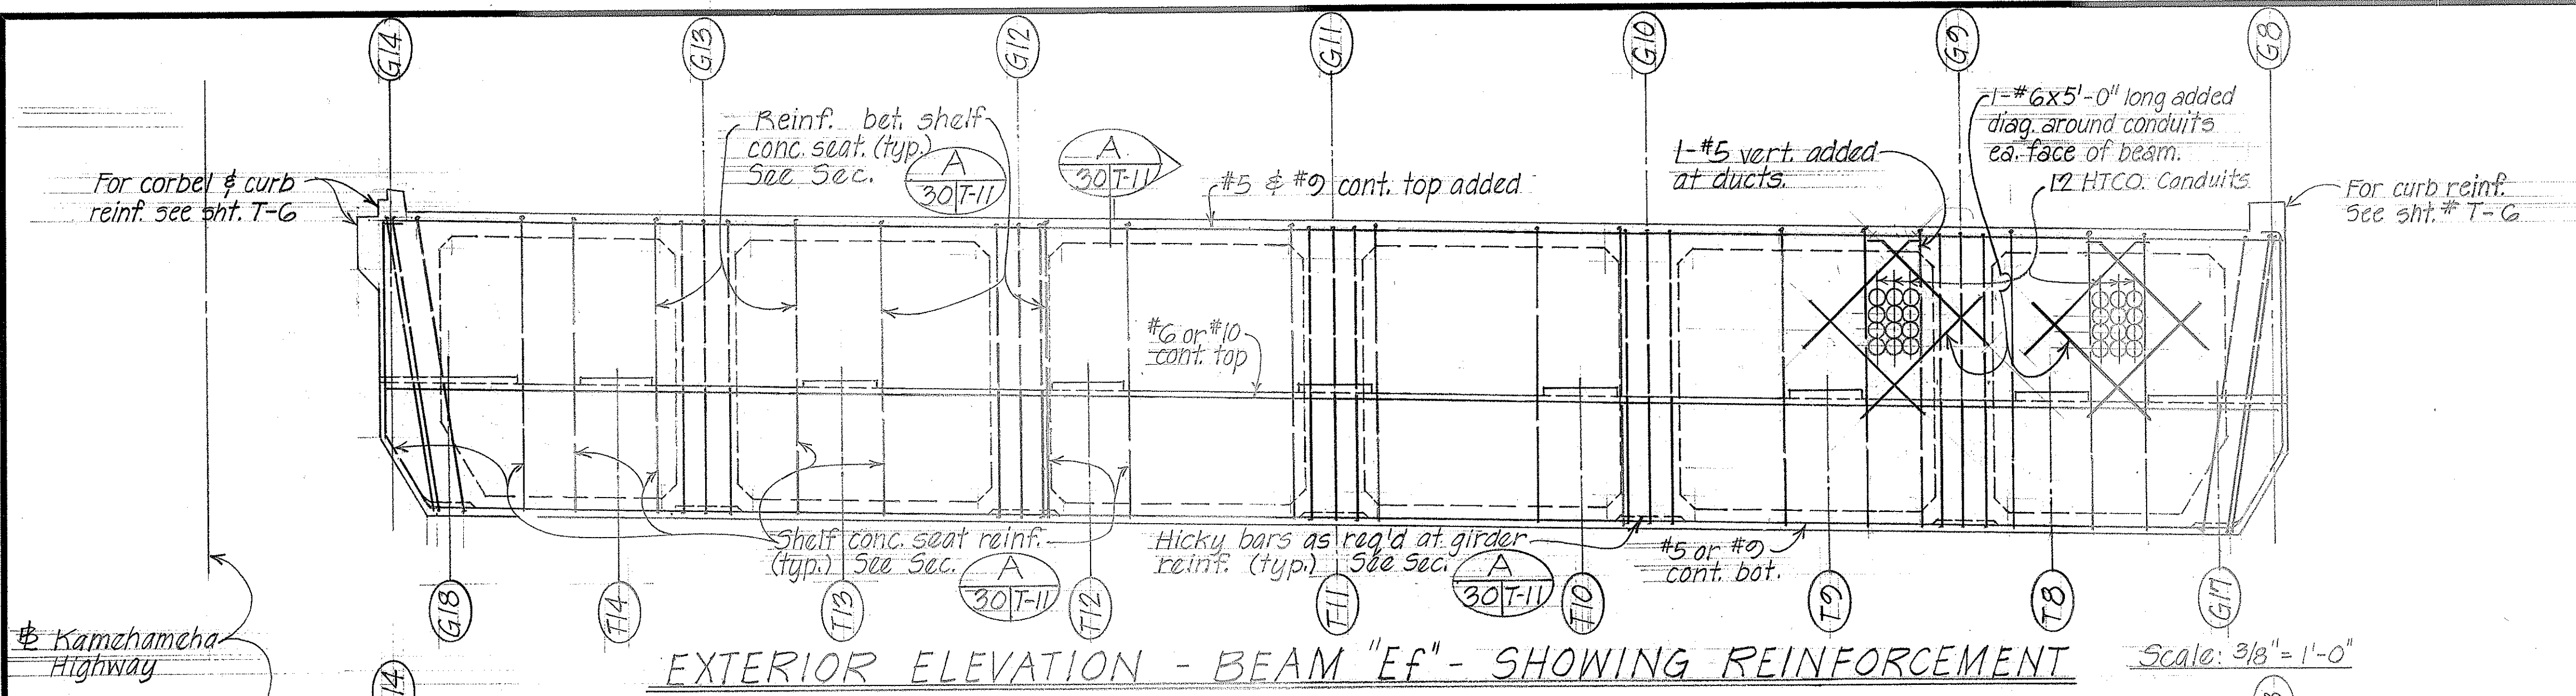 G14
G13
G12
G11
G10
G9
G8
For corbel & curb
reinf. see sht. T-6
Reinf. bet. shelf
conc. seat. (typ.)
See Sec.
A
30 T-11
A
30 T-11
#5 & #9 cont. top added
1-#5 vert. added
at ducts.
1-#6x5'-0" long added
diag. around conduits
ea. face of beam.
12 HTCO. Conduits
For curb reinf.
See sht. # T-6
#6 or #10
cont. top
Shelf conc. seat reinf.
(typ.) See Sec.
A
30 T-11
Hicky bars as req'd at girder
reinf. (typ.) See Sec.
A
30 T-11
#5 or #9
cont. bot.
G18
T14
T13
T12
T11
T10
T9
T8
G17
℄ Kamehameha
Highway
EXTERIOR ELEVATION - BEAM "Ef" - SHOWING REINFORCEMENT
Scale: 3/8" = 1'-0"
14